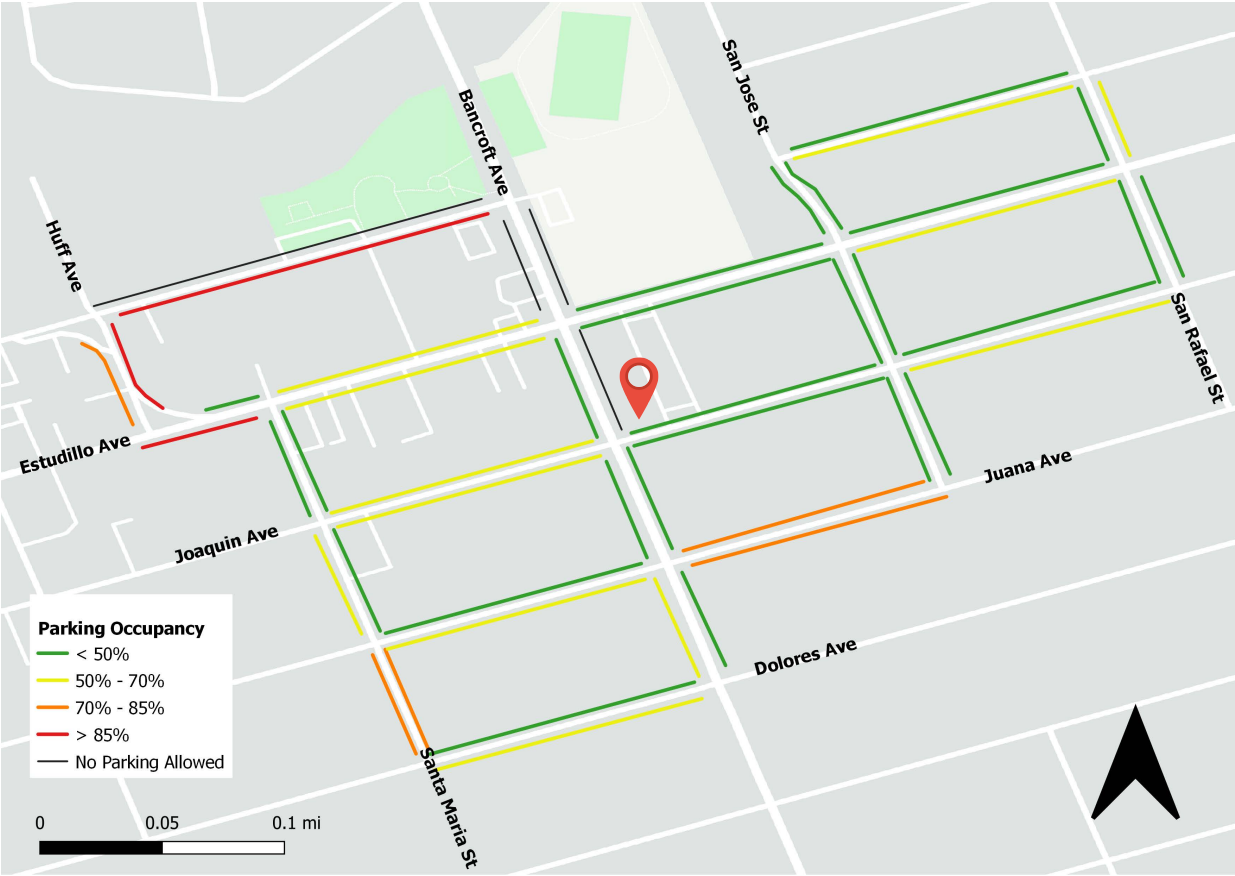 San Jose St
Bancroft Ave
Huff Ave
San Rafael St
Estudillo Ave
Juana Ave
Joaquin Ave
Dolores Ave
Santa Maria St
Parking Occupancy
< 50%
50% - 70%
70% - 85%
> 85%
No Parking Allowed
0 0.05 0.1 mi